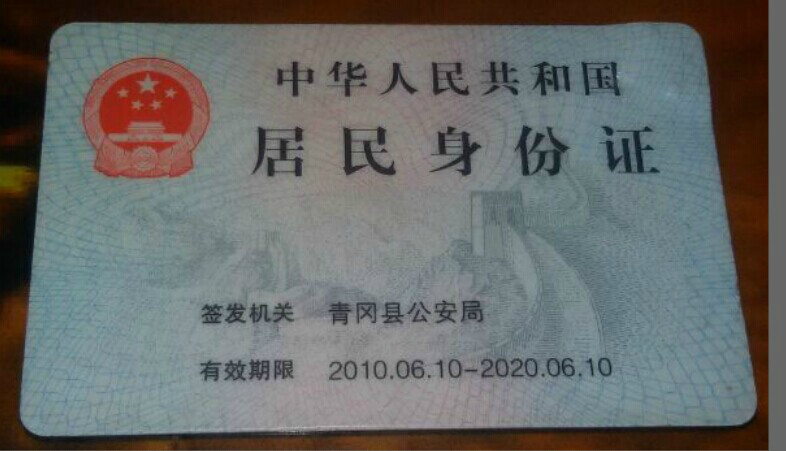 中华人民共和国
居民身份证
签发机关 青冈县公安局
有效期限 2010.06.10-2020.06.10